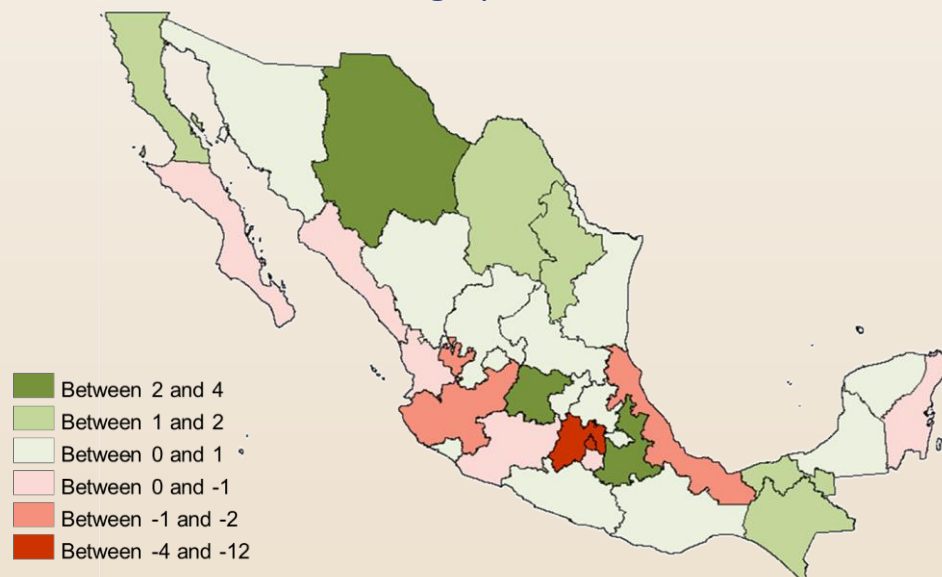 Between 2 and 4
Between 1 and 2
Between 0 and 1
Between 0 and -1
Between -1 and -2
Between -4 and -12